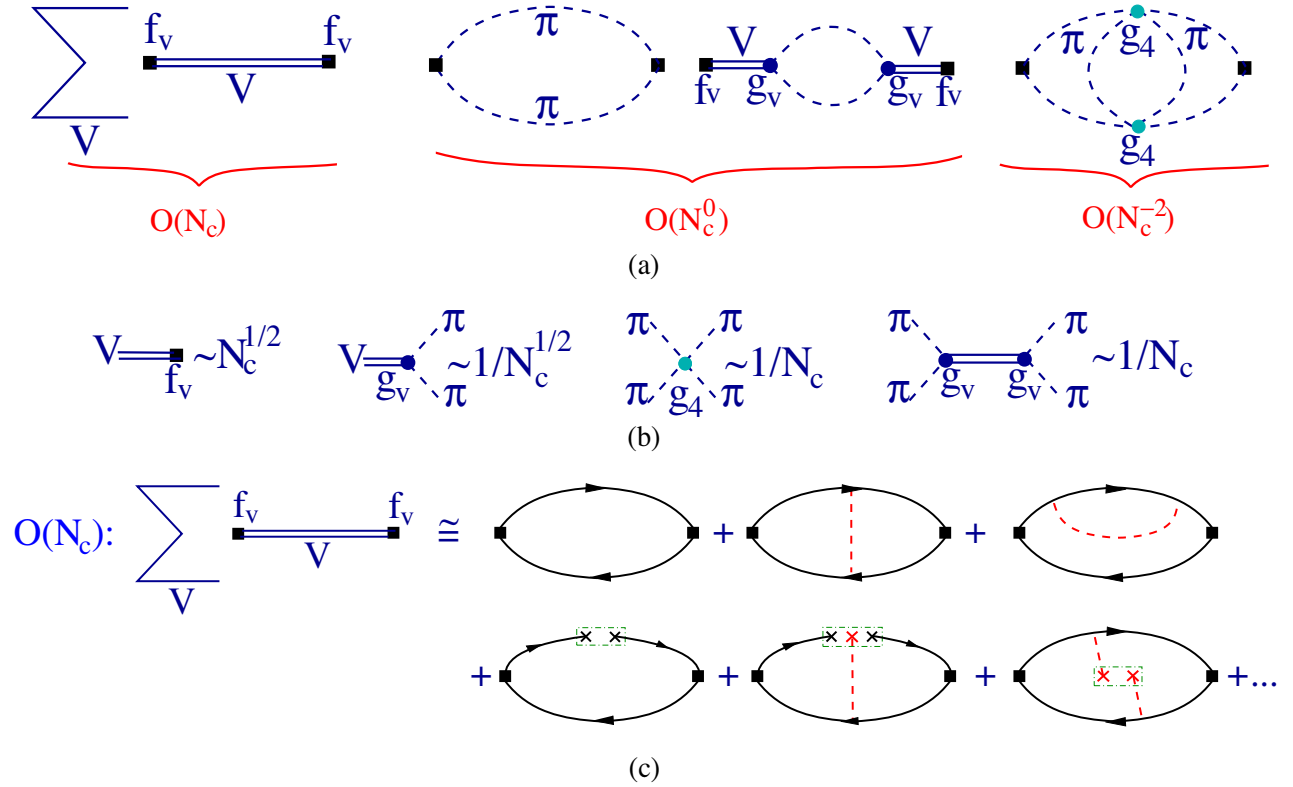 f_v f_v π V V π g_4 π
V π f_v g_v g_v f_v g_4
V
O(N_c) O(N_c^0) O(N_c^{-2})
(a)
V ~N_c^{1/2} f_v
V g_v π π ~1/N_c^{1/2}
π π π g_4 π ~1/N_c
π π g_v g_v π π ~1/N_c
(b)
O(N_c): f_v f_v ≅ + +
V V
+ + + +...
(c)